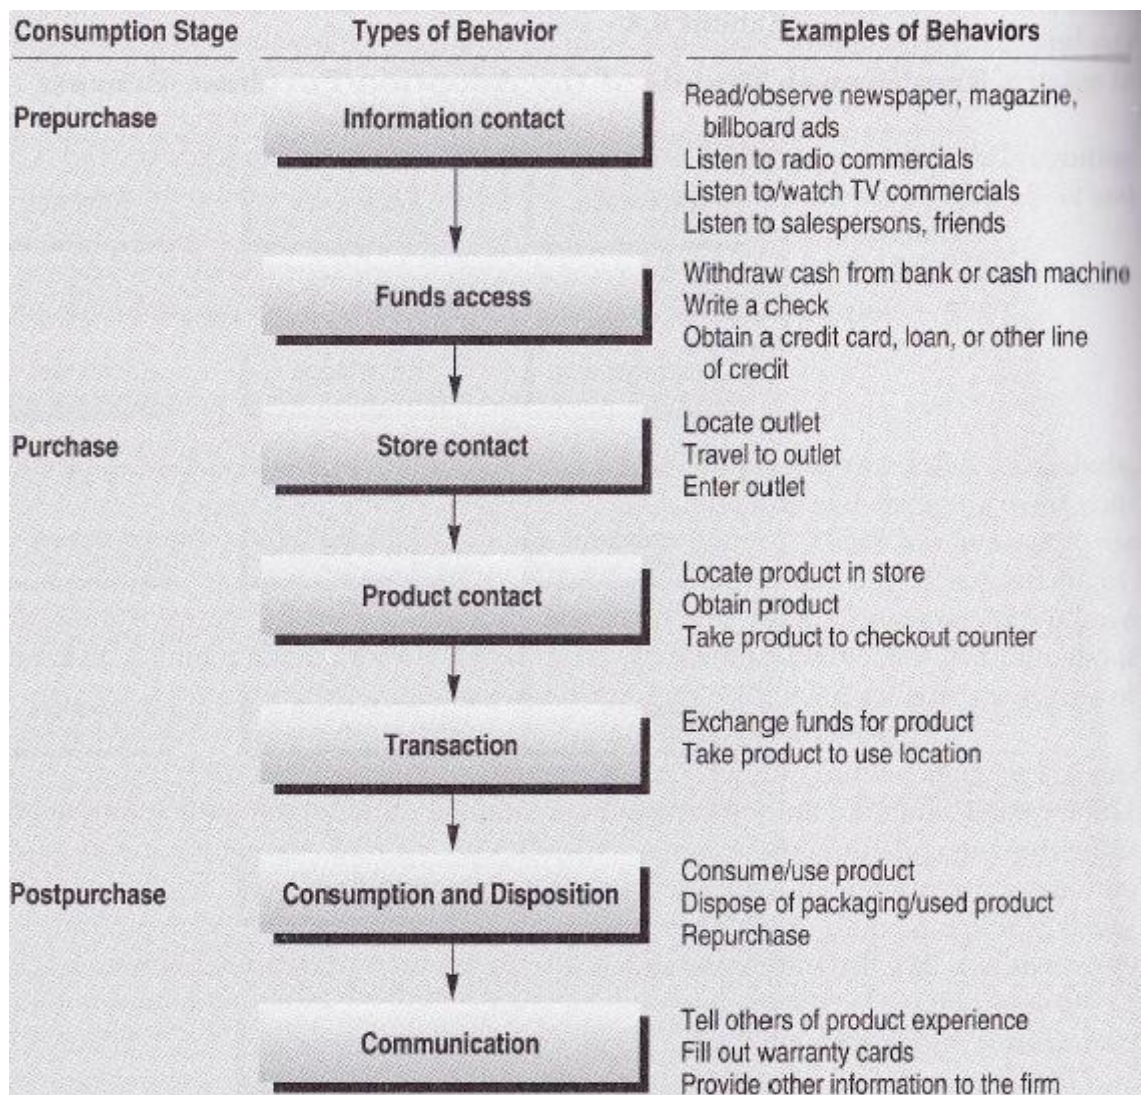 Consumption Stage Types of Behavior Examples of Behaviors
Prepurchase
Information contact
Read/observe newspaper, magazine,
billboard ads
Listen to radio commercials
Listen to/watch TV commercials
Listen to salespersons, friends
Funds access
Withdraw cash from bank or cash machine
Write a check
Obtain a credit card, loan, or other line
of credit
Purchase
Store contact
Locate outlet
Travel to outlet
Enter outlet
Product contact
Locate product in store
Obtain product
Take product to checkout counter
Transaction
Exchange funds for product
Take product to use location
Postpurchase
Consumption and Disposition
Consume/use product
Dispose of packaging/used product
Repurchase
Communication
Tell others of product experience
Fill out warranty cards
Provide other information to the firm